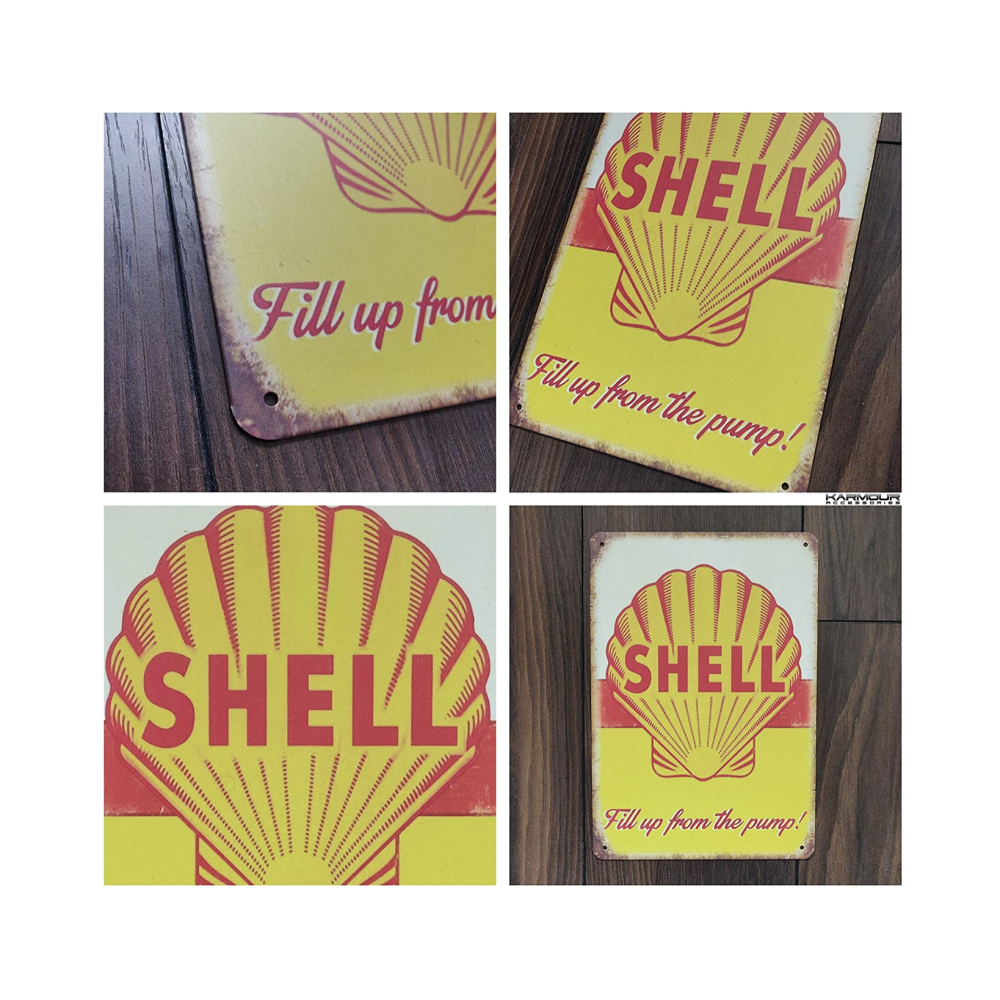 Fill up from
SHELL
Fill up from the pump!
KARMOUR
ACCESSORIES
SHELL
SHELL
Fill up from the pump!